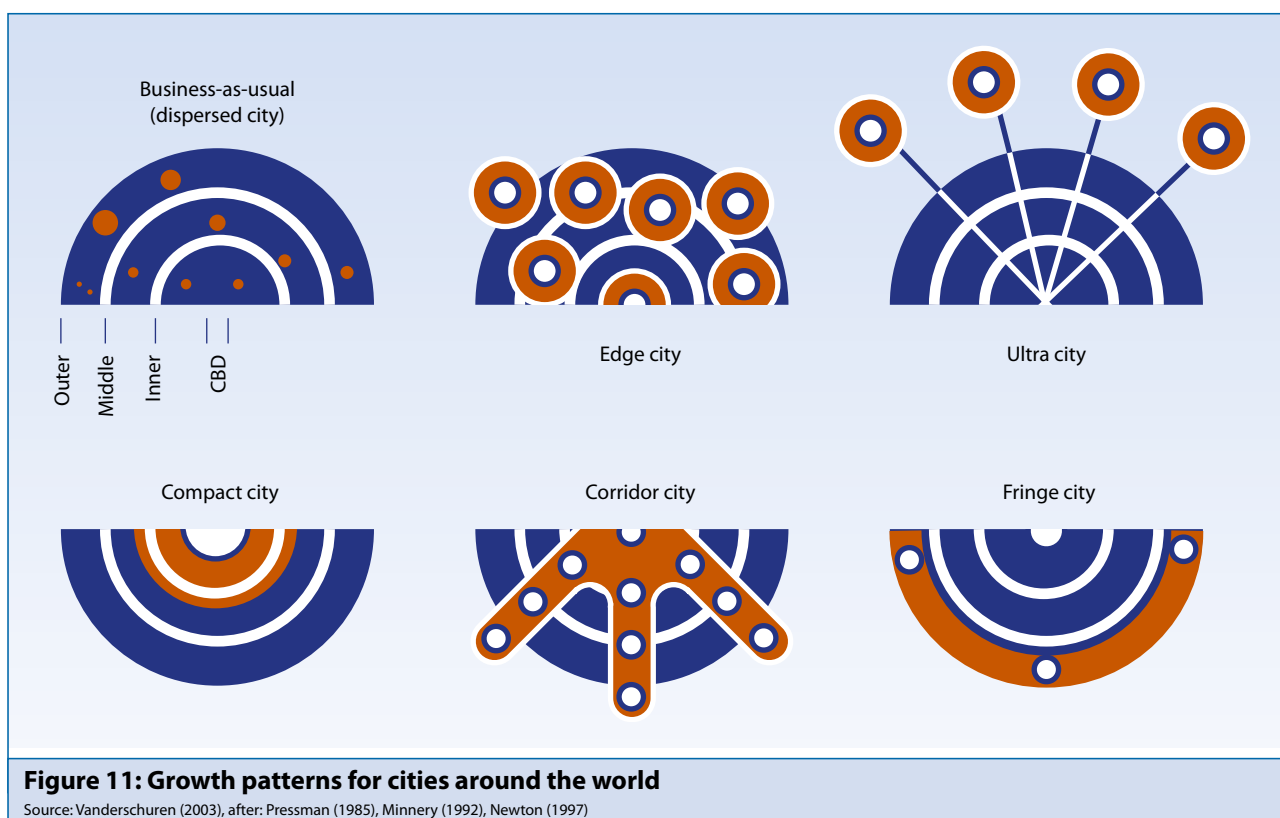 Business-as-usual
(dispersed city)
Outer
Middle
Inner
CBD
Edge city
Ultra city
Compact city
Corridor city
Fringe city
Figure 11: Growth patterns for cities around the world
Source: Vanderschuren (2003), after: Pressman (1985), Minnery (1992), Newton (1997)